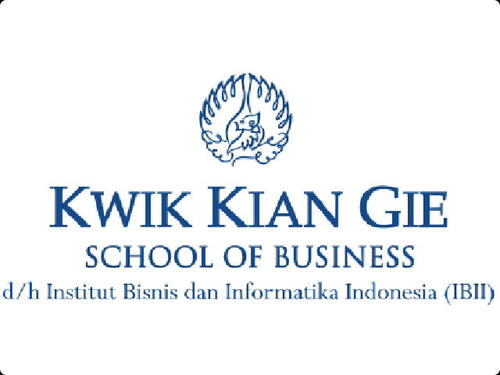 KWIK KIAN GIE
SCHOOL OF BUSINESS
d/h Institut Bisnis dan Informatika Indonesia (IBII)